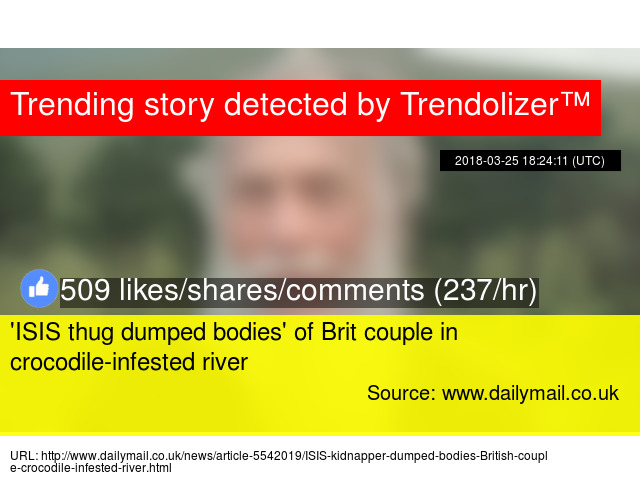 Trending story detected by Trendolizer™
2018-03-25 18:24:11 (UTC)
509 likes/shares/comments (237/hr)
'ISIS thug dumped bodies' of Brit couple in
crocodile-infested river
Source: www.dailymail.co.uk
URL: http://www.dailymail.co.uk/news/article-5542019/ISIS-kidnapper-dumped-bodies-British-coupl
e-crocodile-infested-river.html